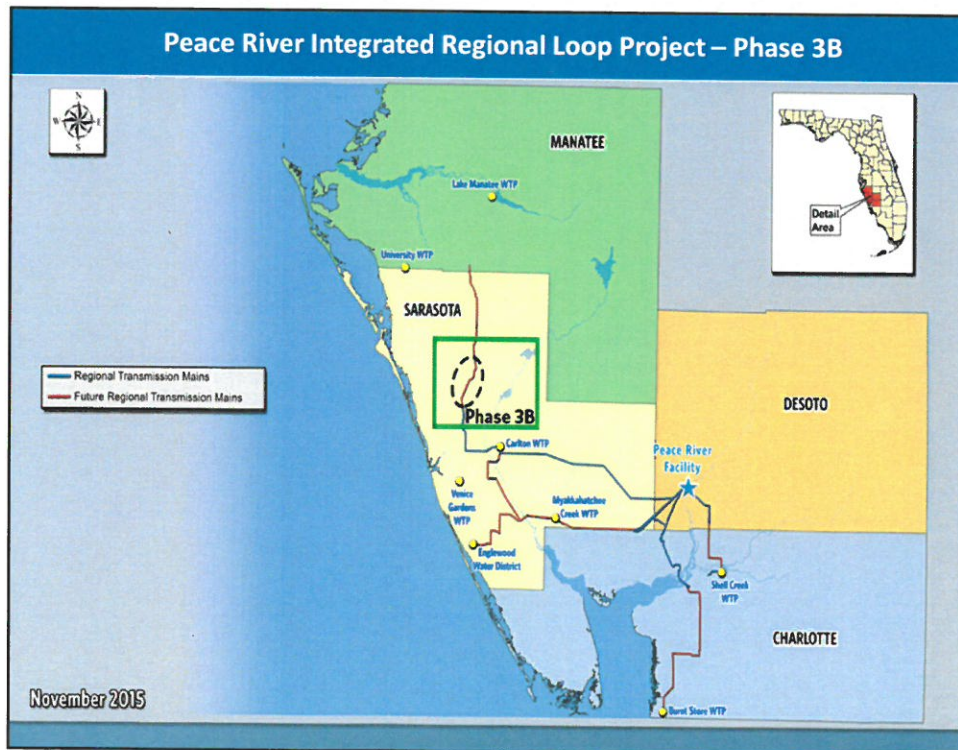 Peace River Integrated Regional Loop Project – Phase 3B
N
W
E
S
MANATEE
Lake Manatee WTP
Detail
Area
University WTP
SARASOTA
Regional Transmission Mains
Future Regional Transmission Mains
Phase 3B
DESOTO
Carlton WTP
Peace River
Facility
Venice
Gardens
WTP
Myakkahatchee
Creek WTP
Englewood
Water District
Shell Creek
WTP
CHARLOTTE
November 2015
Burnt Store WTP